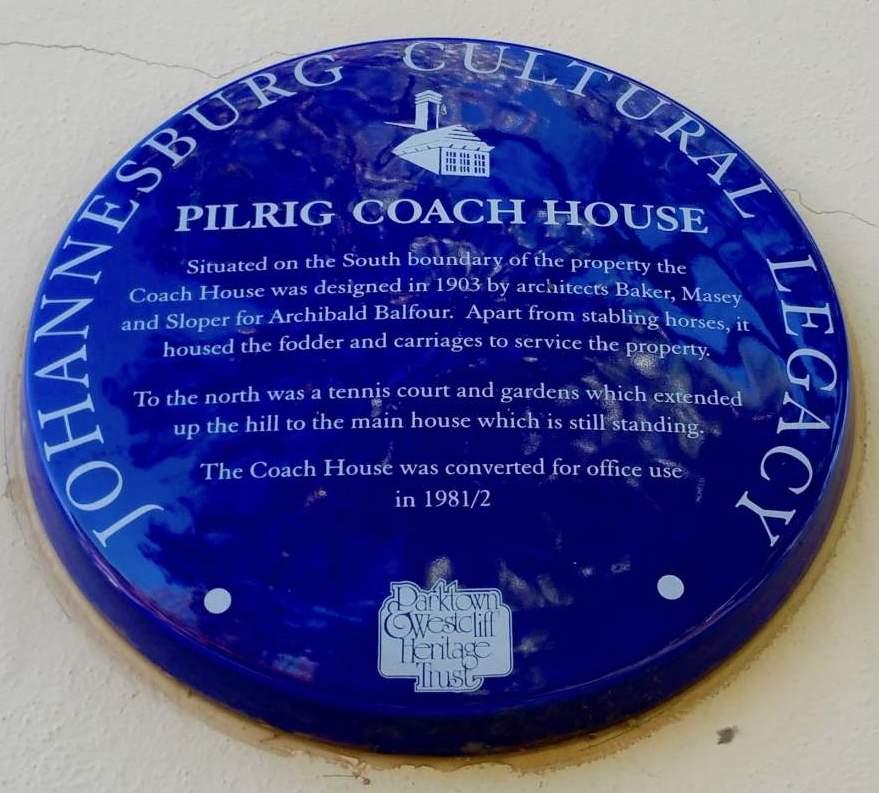 JOHANNESBURG CULTURAL LEGACY
PILRIG COACH HOUSE
Situated on the South boundary of the property the
Coach House was designed in 1903 by architects Baker, Masey
and Sloper for Archibald Balfour. Apart from stabling horses, it
housed the fodder and carriages to service the property.
To the north was a tennis court and gardens which extended
up the hill to the main house which is still standing.
The Coach House was converted for office use
in 1981/2
Parktown
& Westcliff
Heritage
Trust